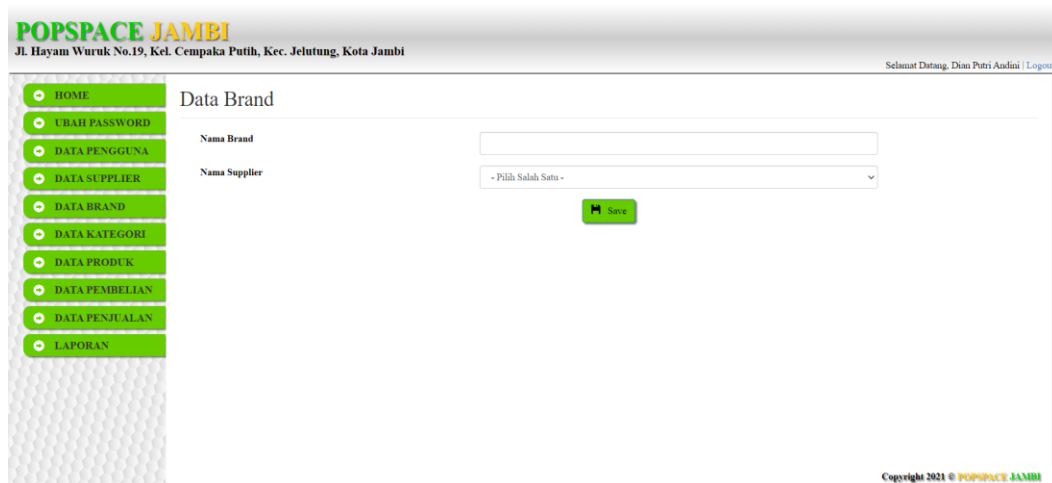 POPSPACE JAMBI
Jl. Hayam Wuruk No.19, Kel. Cempaka Putih, Kec. Jelutung, Kota Jambi
Selamat Datang, Dian Putri Andini | Logout
HOME
UBAH PASSWORD
DATA PENGGUNA
DATA SUPPLIER
DATA BRAND
DATA KATEGORI
DATA PRODUK
DATA PEMBELIAN
DATA PENJUALAN
LAPORAN
Data Brand
Nama Brand
Nama Supplier
- Pilih Salah Satu -
Save
Copyright 2021 © POPSPACE JAMBI